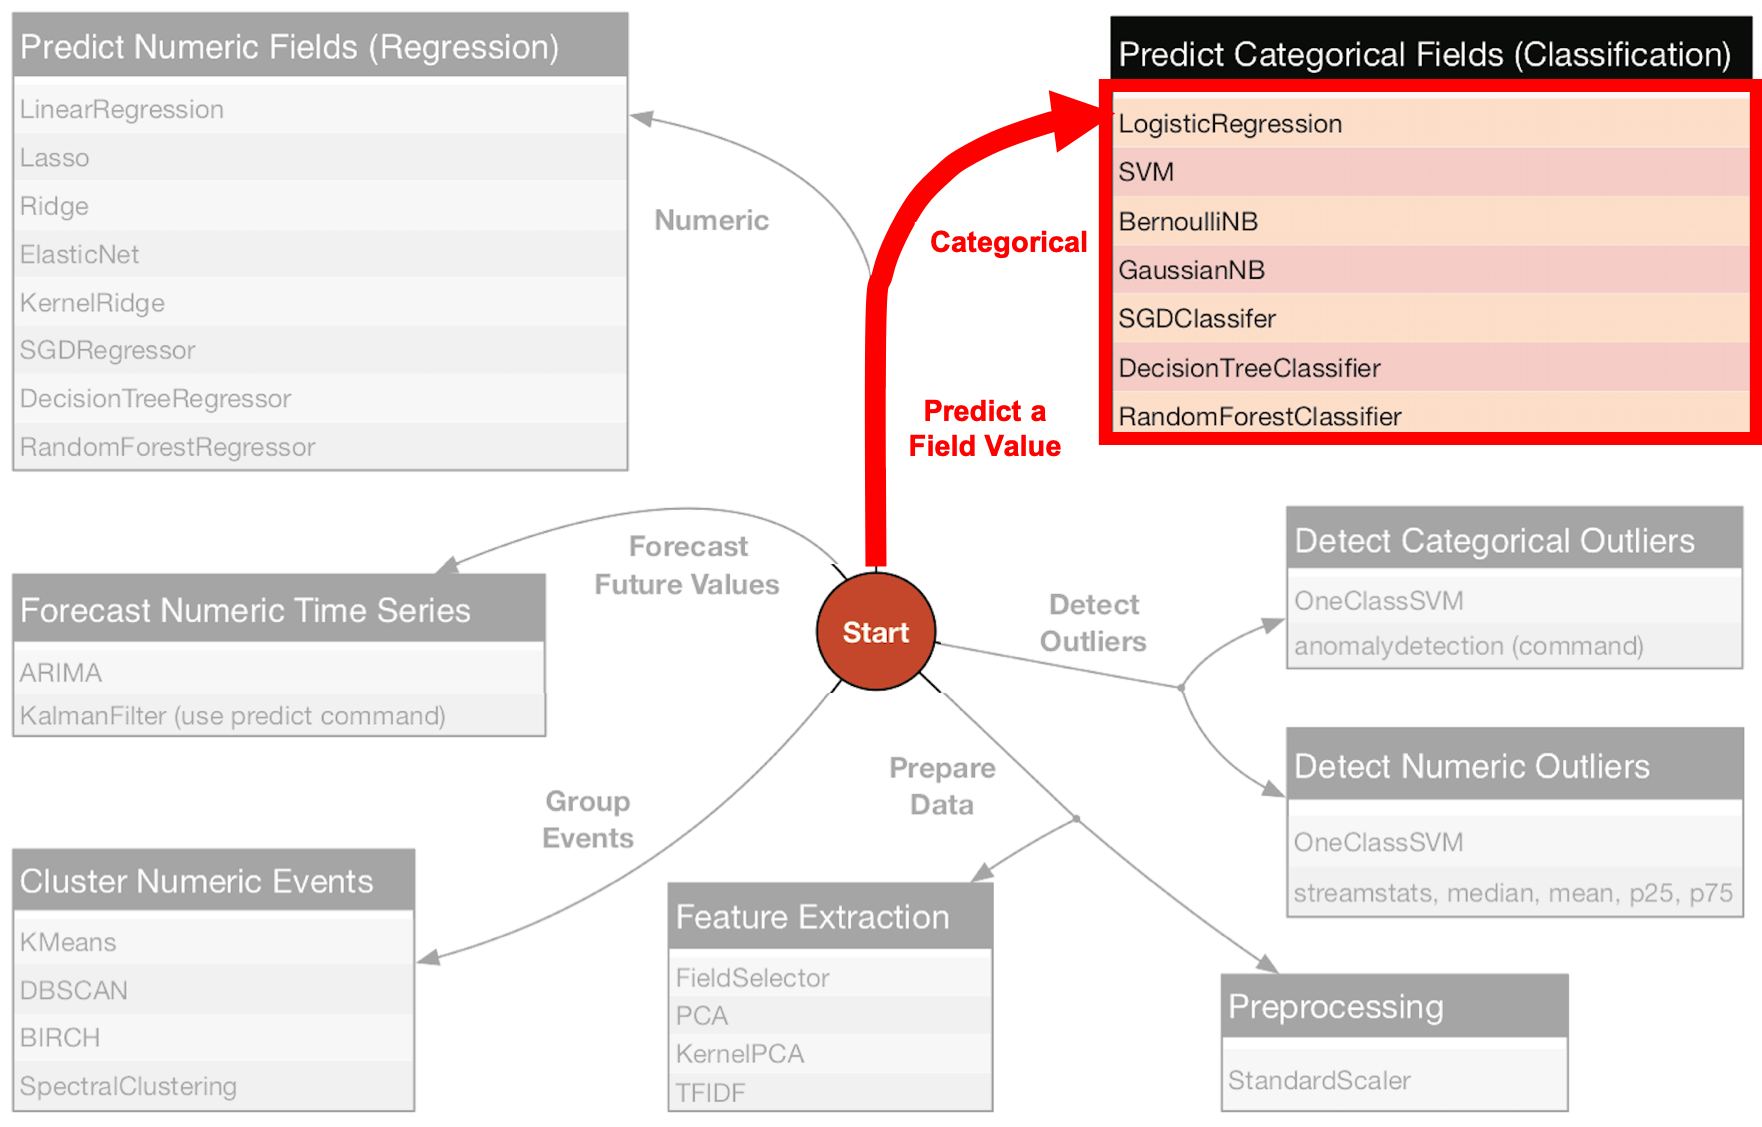 Predict Numeric Fields (Regression)
LinearRegression
Lasso
Ridge
ElasticNet
KernelRidge
SGDRegressor
DecisionTreeRegressor
RandomForestRegressor
Numeric
Predict Categorical Fields (Classification)
LogisticRegression
SVM
BernoulliNB
GaussianNB
SGDClassifer
DecisionTreeClassifier
RandomForestClassifier
Categorical
Predict a
Field Value
Forecast
Future Values
Forecast Numeric Time Series
ARIMA
KalmanFilter (use predict command)
Start
Detect
Outliers
Detect Categorical Outliers
OneClassSVM
anomalydetection (command)
Detect Numeric Outliers
OneClassSVM
streamstats, median, mean, p25, p75
Group
Events
Cluster Numeric Events
KMeans
DBSCAN
BIRCH
SpectralClustering
Prepare
Data
Feature Extraction
FieldSelector
PCA
KernelPCA
TFIDF
Preprocessing
StandardScaler